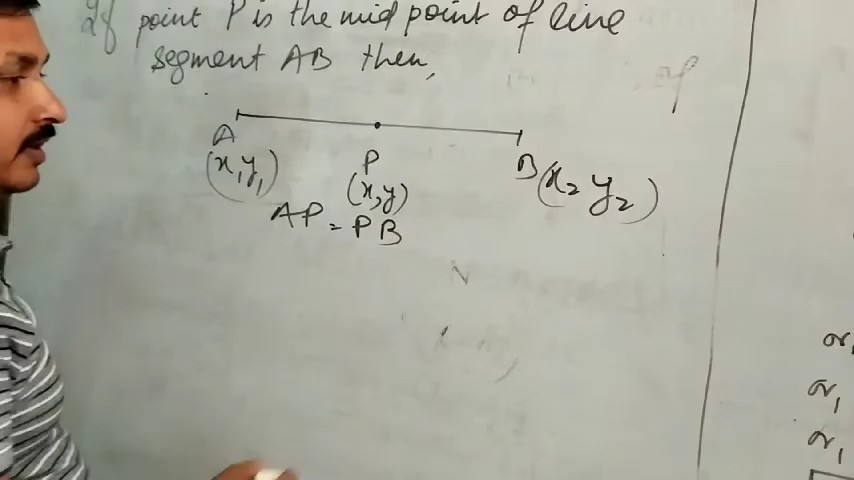 If point P is the mid point of line
segment AB then,
A
P
B
(x₁y₁)
(x,y)
(x₂ y₂)
AP = PB